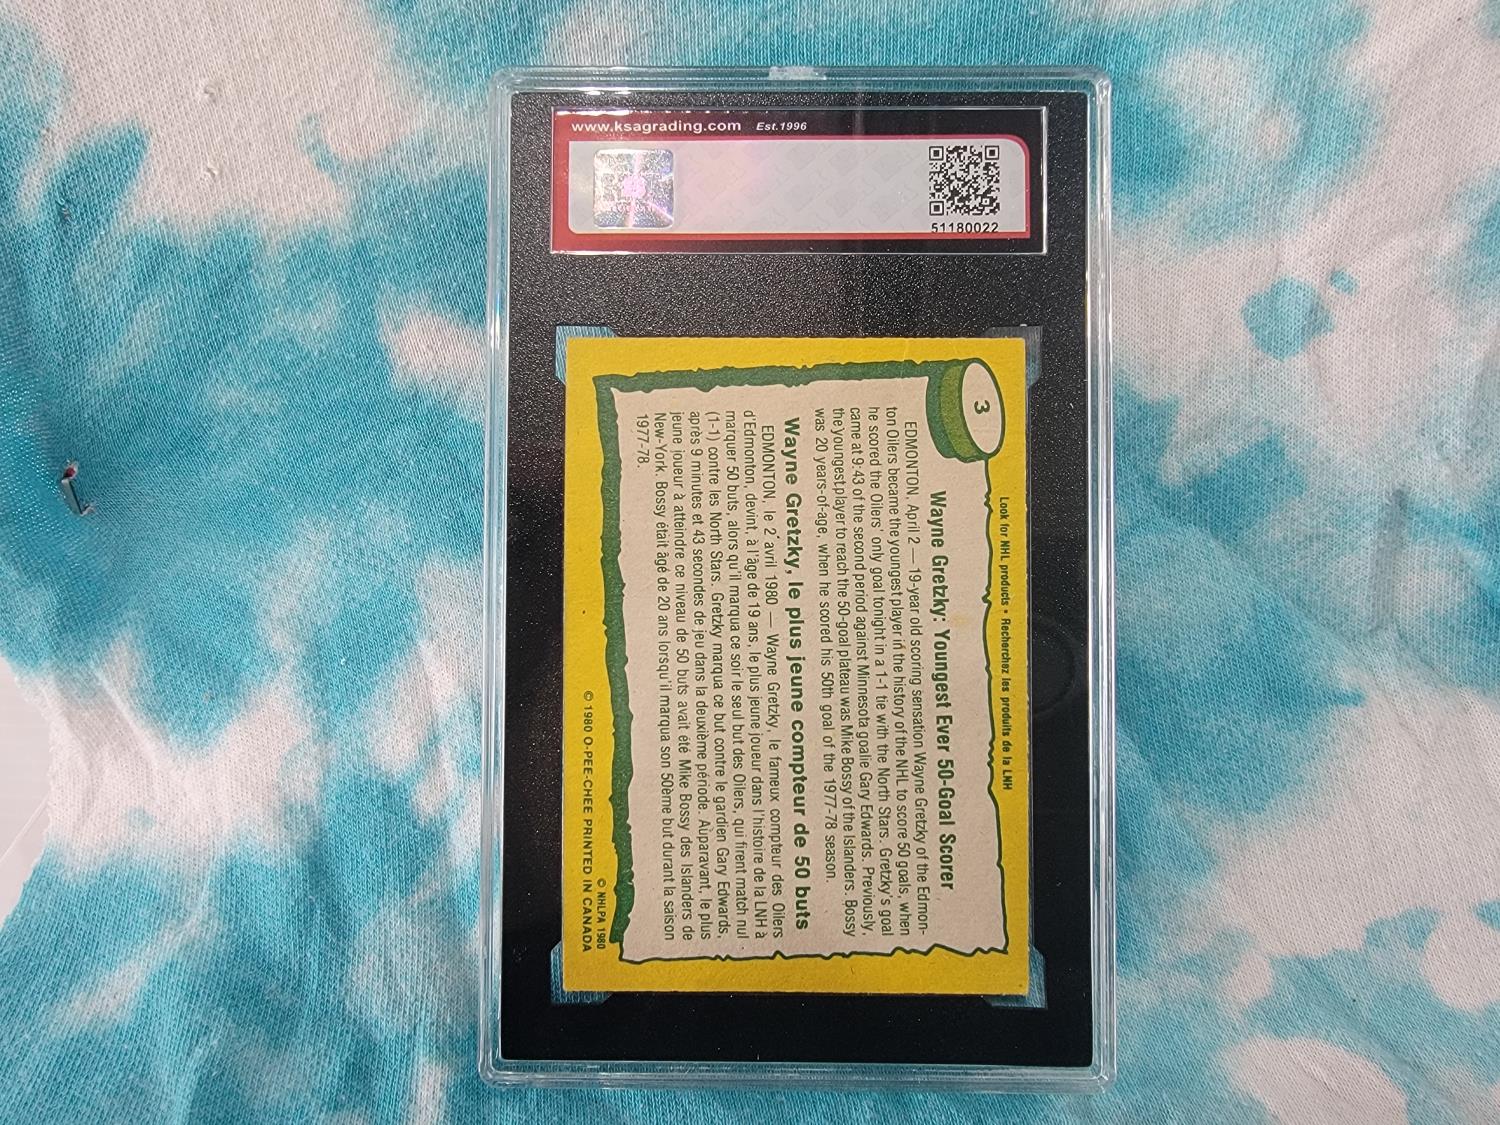 www.ksagrading.com Est.1996
51180022
3
Look for NHL products • Recherchez les produits de la LNH
Wayne Gretzky: Youngest Ever 50-Goal Scorer
EDMONTON, April 2 — 19-year old scoring sensation Wayne Gretzky of the Edmon-
ton Oilers became the youngest player in the history of the NHL to score 50 goals, when
he scored the Oilers' only goal tonight in a 1-1 tie with the North Stars. Gretzky's goal
came at 9:43 of the second period against Minnesota goalie Gary Edwards. Previously,
the youngest player to reach the 50-goal plateau was Mike Bossy of the Islanders. Bossy
was 20 years-of-age, when he scored his 50th goal of the 1977-78 season.
Wayne Gretzky, le plus jeune compteur de 50 buts
EDMONTON, le 2 avril 1980 — Wayne Gretzky, le fameux compteur des Oilers
d'Edmonton, devint, à l'âge de 19 ans, le plus jeune joueur dans l'histoire de la LNH à
marquer 50 buts, alors qu'il marqua ce soir le seul but des Oilers, qui firent match nul
(1-1) contre les North Stars. Gretzky marqua ce but contre le gardien Gary Edwards,
après 9 minutes et 43 secondes de jeu dans la deuxième période. Auparavant, le plus
jeune joueur à atteindre ce niveau de 50 buts avait été Mike Bossy des Islanders de
New-York. Bossy était âgé de 20 ans lorsqu'il marqua son 50eme but durant la saison
1977-78.
© NHLPA 1980
© 1980 O-PEE-CHEE PRINTED IN CANADA